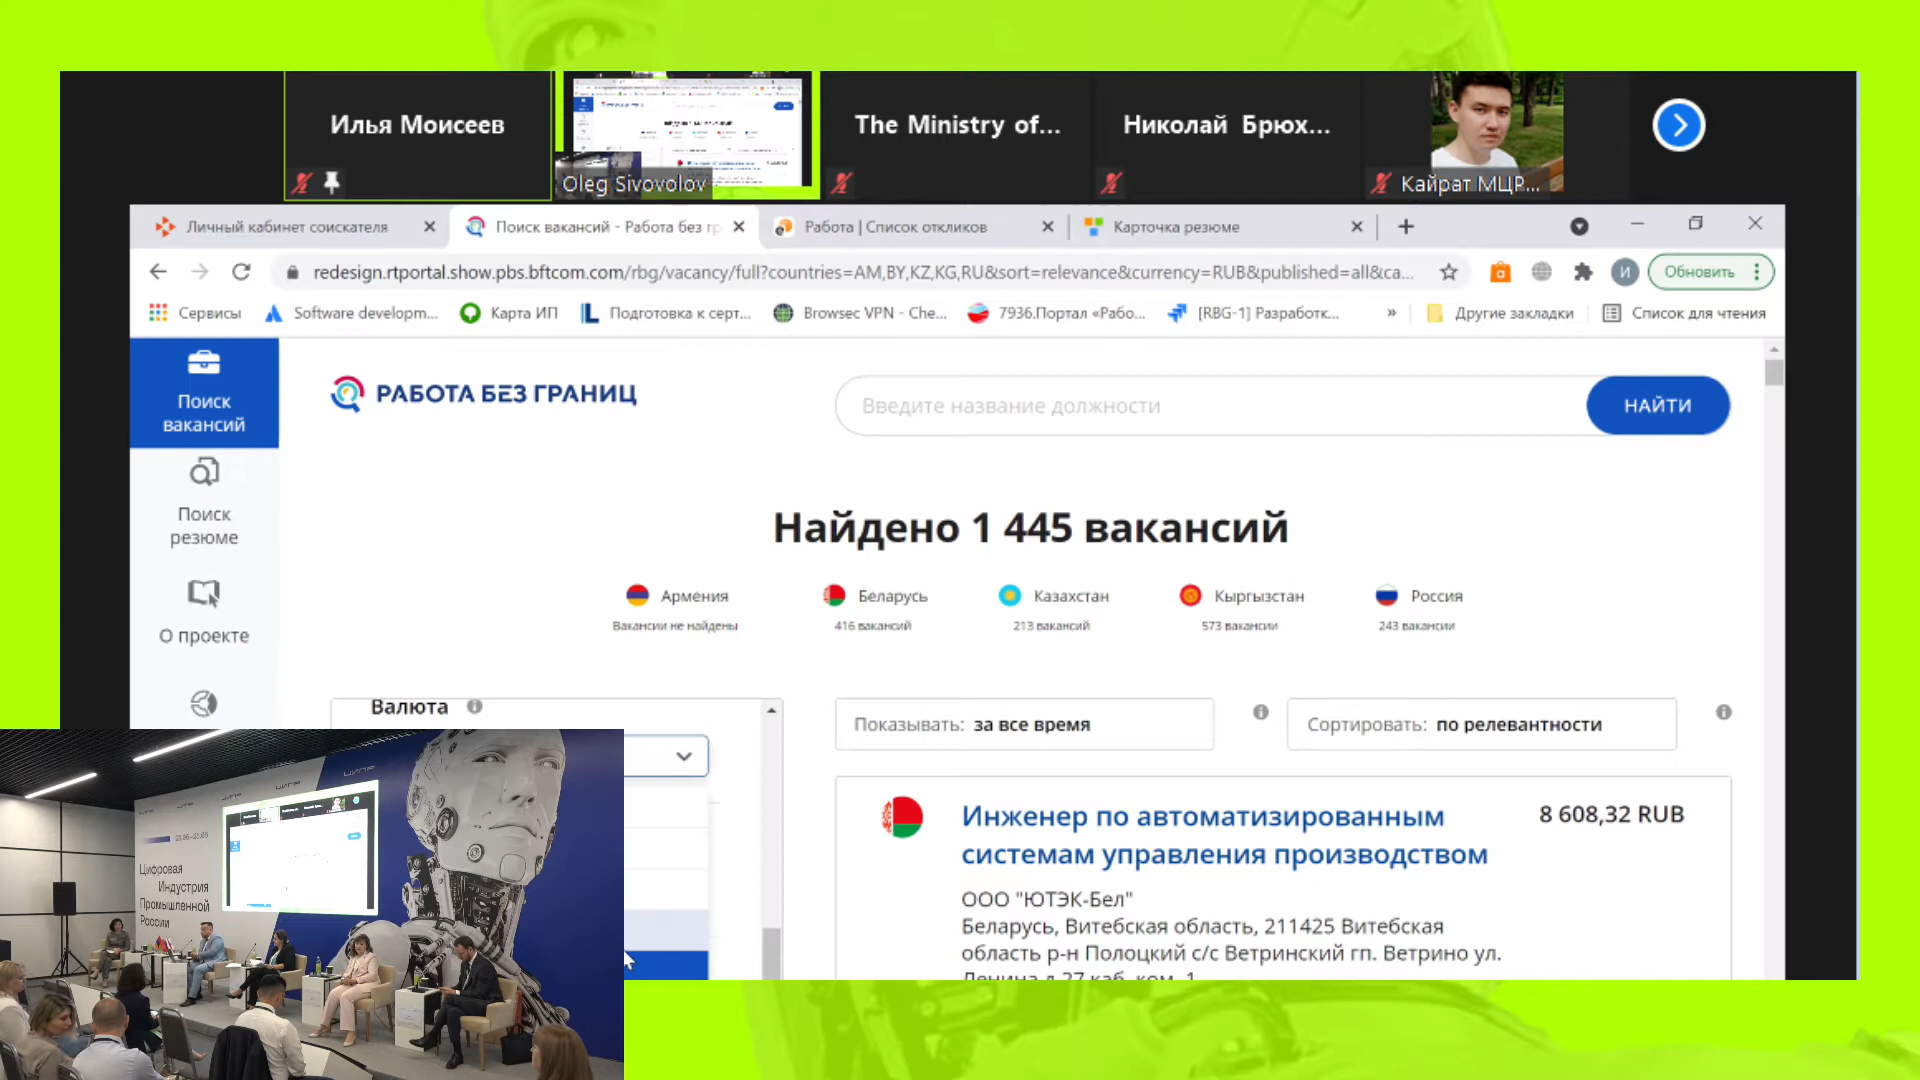 Илья Моисеев
Oleg Sivovolov
The Ministry of...
Николай Брюх...
Кайрат МЦР...
Личный кабинет соискателя
Поиск вакансий - Работа без гр
Работа | Список откликов
Карточка резюме
redesign.rtportal.show.pbs.bftcom.com/rbg/vacancy/full?countries=AM,BY,KZ,KG,RU&sort=relevance&currency=RUB&published=all&ca...
И
Обновить
Сервисы
Software developm...
Карта ИП
Подготовка к серт...
Browsec VPN - Che...
7936.Портал «Рабо...
[RBG-1] Разработк...
»
Другие закладки
Список для чтения
Поиск
вакансий
Поиск
резюме
О проекте
РАБОТА БЕЗ ГРАНИЦ
Введите название должности
НАЙТИ
Найдено 1 445 вакансий
Армения
Вакансии не найдены
Беларусь
416 вакансий
Казахстан
213 вакансий
Кыргызстан
573 вакансии
Россия
243 вакансии
Валюта
Показывать: за все время
Сортировать: по релевантности
Инженер по автоматизированным
системам управления производством
8 608,32 RUB
ООО "ЮТЭК-Бел"
Беларусь, Витебская область, 211425 Витебская
область р-н Полоцкий с/с Ветринский гп. Ветрино ул.
Ленина д.27 каб. ком. 1
ЦИПР
Цифровая
Индустрия
Промышленной
России